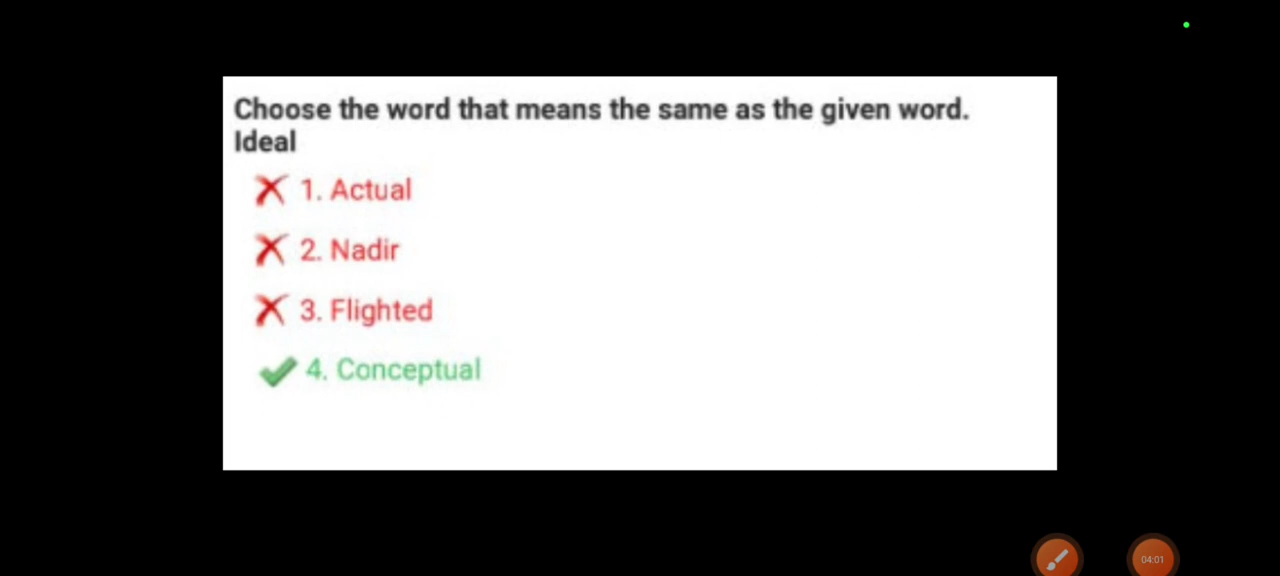 Choose the word that means the same as the given word.
Ideal
1. Actual
2. Nadir
3. Flighted
4. Conceptual
04:01